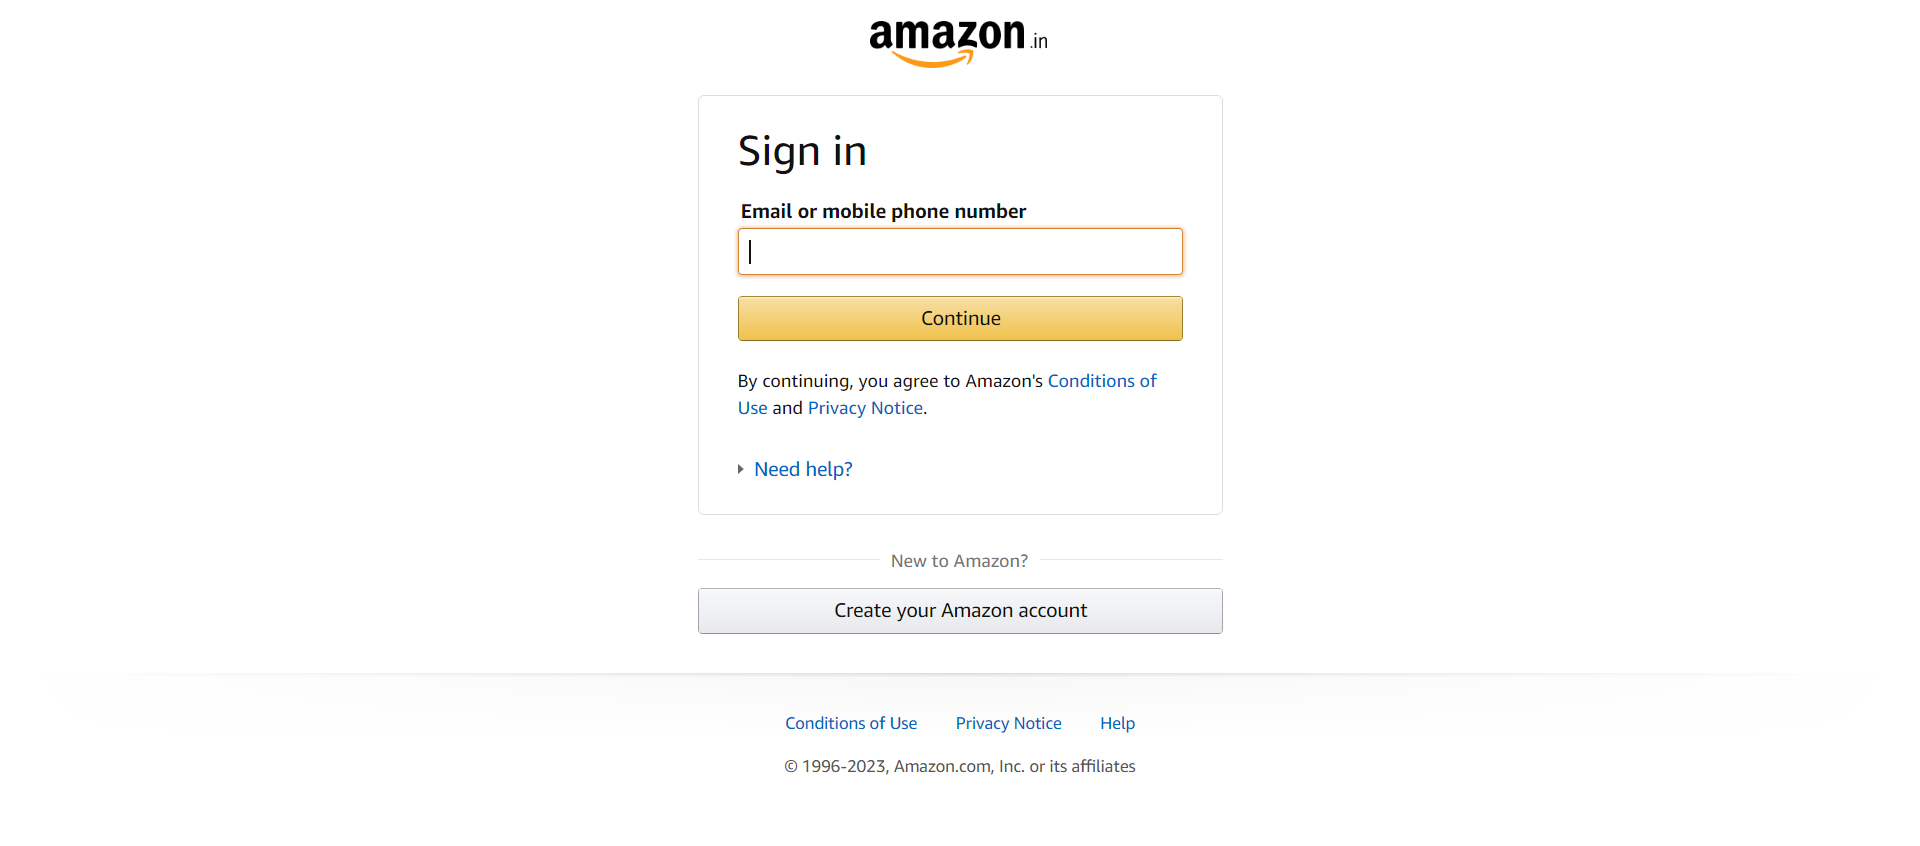 amazon.in
Sign in
Email or mobile phone number
Continue
By continuing, you agree to Amazon's Conditions of
Use and Privacy Notice.
Need help?
New to Amazon?
Create your Amazon account
Conditions of Use Privacy Notice Help
© 1996-2023, Amazon.com, Inc. or its affiliates